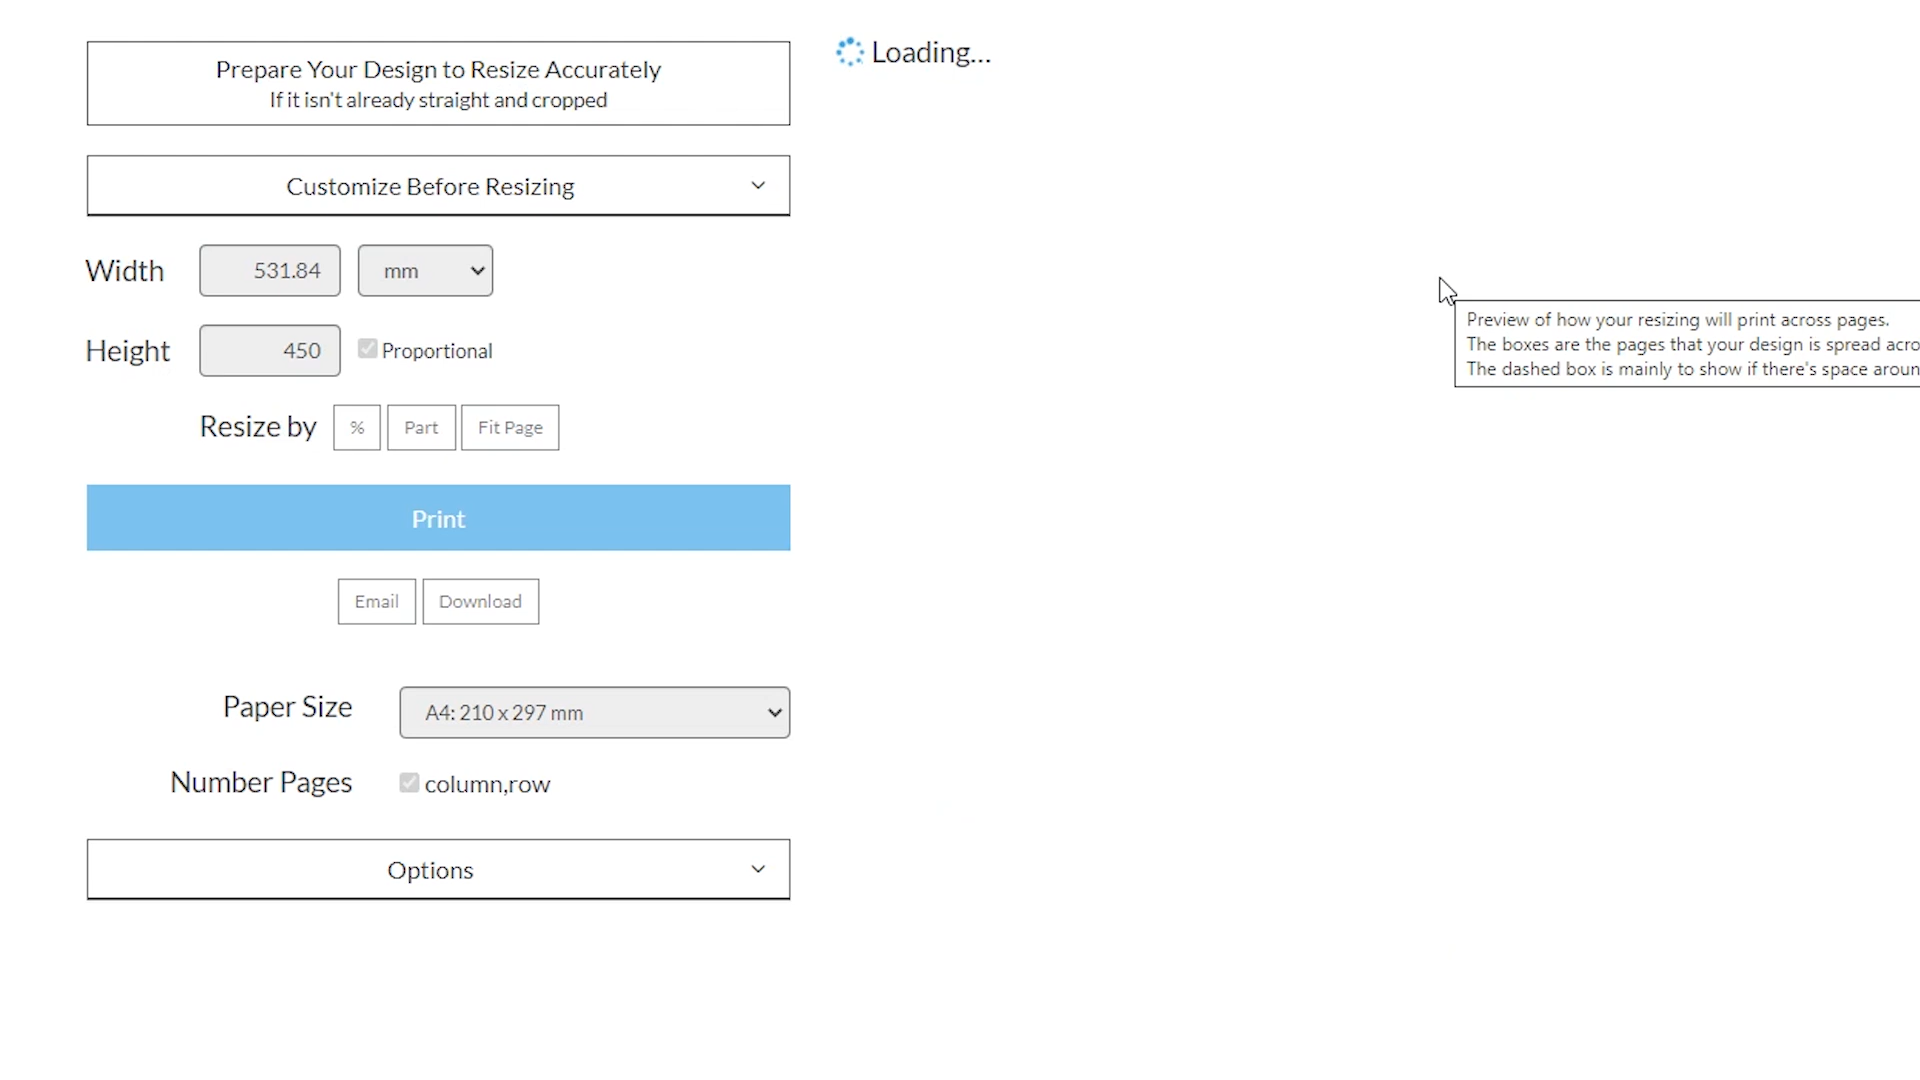 Prepare Your Design to Resize Accurately
If it isn't already straight and cropped
Loading...
Customize Before Resizing
Width 531.84 mm
Height 450 Proportional
Resize by % Part Fit Page
Preview of how your resizing will print across pages.
The boxes are the pages that your design is spread
The dashed box is mainly to show if there's space
Print
Email Download
Paper Size A4: 210 x 297 mm
Number Pages column,row
Options